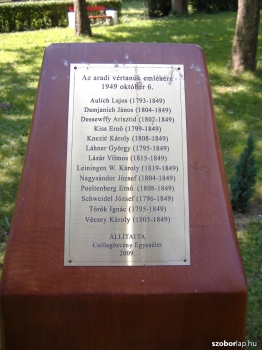 Az aradi vértanúk emlékére
1949 október 6.
Aulich Lajos (1793-1849)
Damjanich János (1804-1849)
Dessewffy Arisztid (1802-1849)
Kiss Ernő (1799-1849)
Knezić Károly (1808-1849)
Láhner György (1795-1849)
Lázár Vilmos (1815-1849)
Leiningen W. Károly (1819-1849)
Nagysándor József (1804-1849)
Poeltenberg Ernő (1808-1849)
Schweidel József (1796-1849)
Török Ignác (1795-1849)
Vécsey Károly (1803-1849)
ÁLLÍTATTA
Csillagösvény Egyesület
2009.
szoborlap.hu